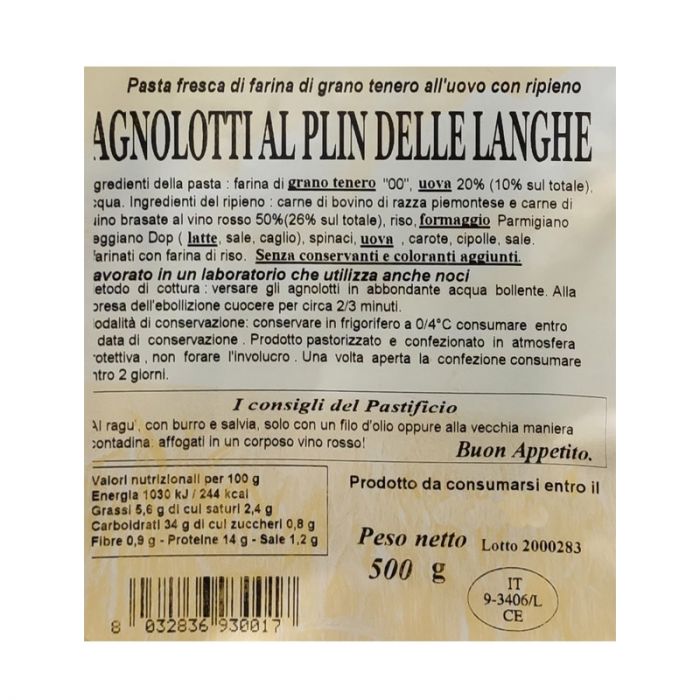 Pasta fresca di farina di grano tenero all'uovo con ripieno
AGNOLOTTI AL PLIN DELLE LANGHE
gredienti della pasta : farina di grano tenero "00", uova 20% (10% sul totale),
cqua. Ingredienti del ripieno : carne di bovino di razza piemontese e carne di
uino brasate al vino rosso 50%(26% sul totale), riso, formaggio Parmigiano
eggiano Dop ( latte, sale, caglio), spinaci, uova , carote, cipolle, sale.
farinati con farina di riso. Senza conservanti e coloranti aggiunti.
avorato in un laboratorio che utilizza anche noci
etodo di cottura : versare gli agnolotti in abbondante acqua bollente. Alla
presa dell'ebollizione cuocere per circa 2/3 minuti.
odalità di conservazione: conservare in frigorifero a 0/4°C consumare entro
data di conservazione . Prodotto pastorizzato e confezionato in atmosfera
rotettiva , non forare l'involucro . Una volta aperta la confezione consumare
ntro 2 giorni.
I consigli del Pastificio
Al ragu', con burro e salvia, solo con un filo d'olio oppure alla vecchia maniera
contadina: affogati in un corposo vino rosso!
Buon Appetito.
Valori nutrizionali per 100 g
Energia 1030 kJ / 244 kcal
Grassi 5,6 g di cui saturi 2,4 g
Carboidrati 34 g di cui zuccheri 0,8 g
Fibre 0,9 g - Proteine 14 g - Sale 1,2 g
Prodotto da consumarsi entro il
Peso netto
500 g
Lotto 2000283
IT
9-3406/L
CE
8 032836 930017